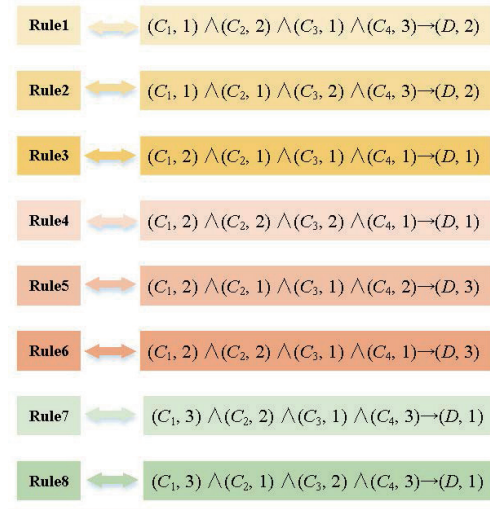 Rule1 (C₁, 1) ∧(C₂, 2) ∧(C₃, 1) ∧(C₄, 3)→(D, 2)
Rule2 (C₁, 1) ∧(C₂, 1) ∧(C₃, 2) ∧(C₄, 3)→(D, 2)
Rule3 (C₁, 2) ∧(C₂, 1) ∧(C₃, 1) ∧(C₄, 1)→(D, 1)
Rule4 (C₁, 2) ∧(C₂, 2) ∧(C₃, 2) ∧(C₄, 1)→(D, 1)
Rule5 (C₁, 2) ∧(C₂, 1) ∧(C₃, 1) ∧(C₄, 2)→(D, 3)
Rule6 (C₁, 2) ∧(C₂, 2) ∧(C₃, 1) ∧(C₄, 1)→(D, 3)
Rule7 (C₁, 3) ∧(C₂, 2) ∧(C₃, 1) ∧(C₄, 3)→(D, 1)
Rule8 (C₁, 3) ∧(C₂, 1) ∧(C₃, 2) ∧(C₄, 3)→(D, 1)